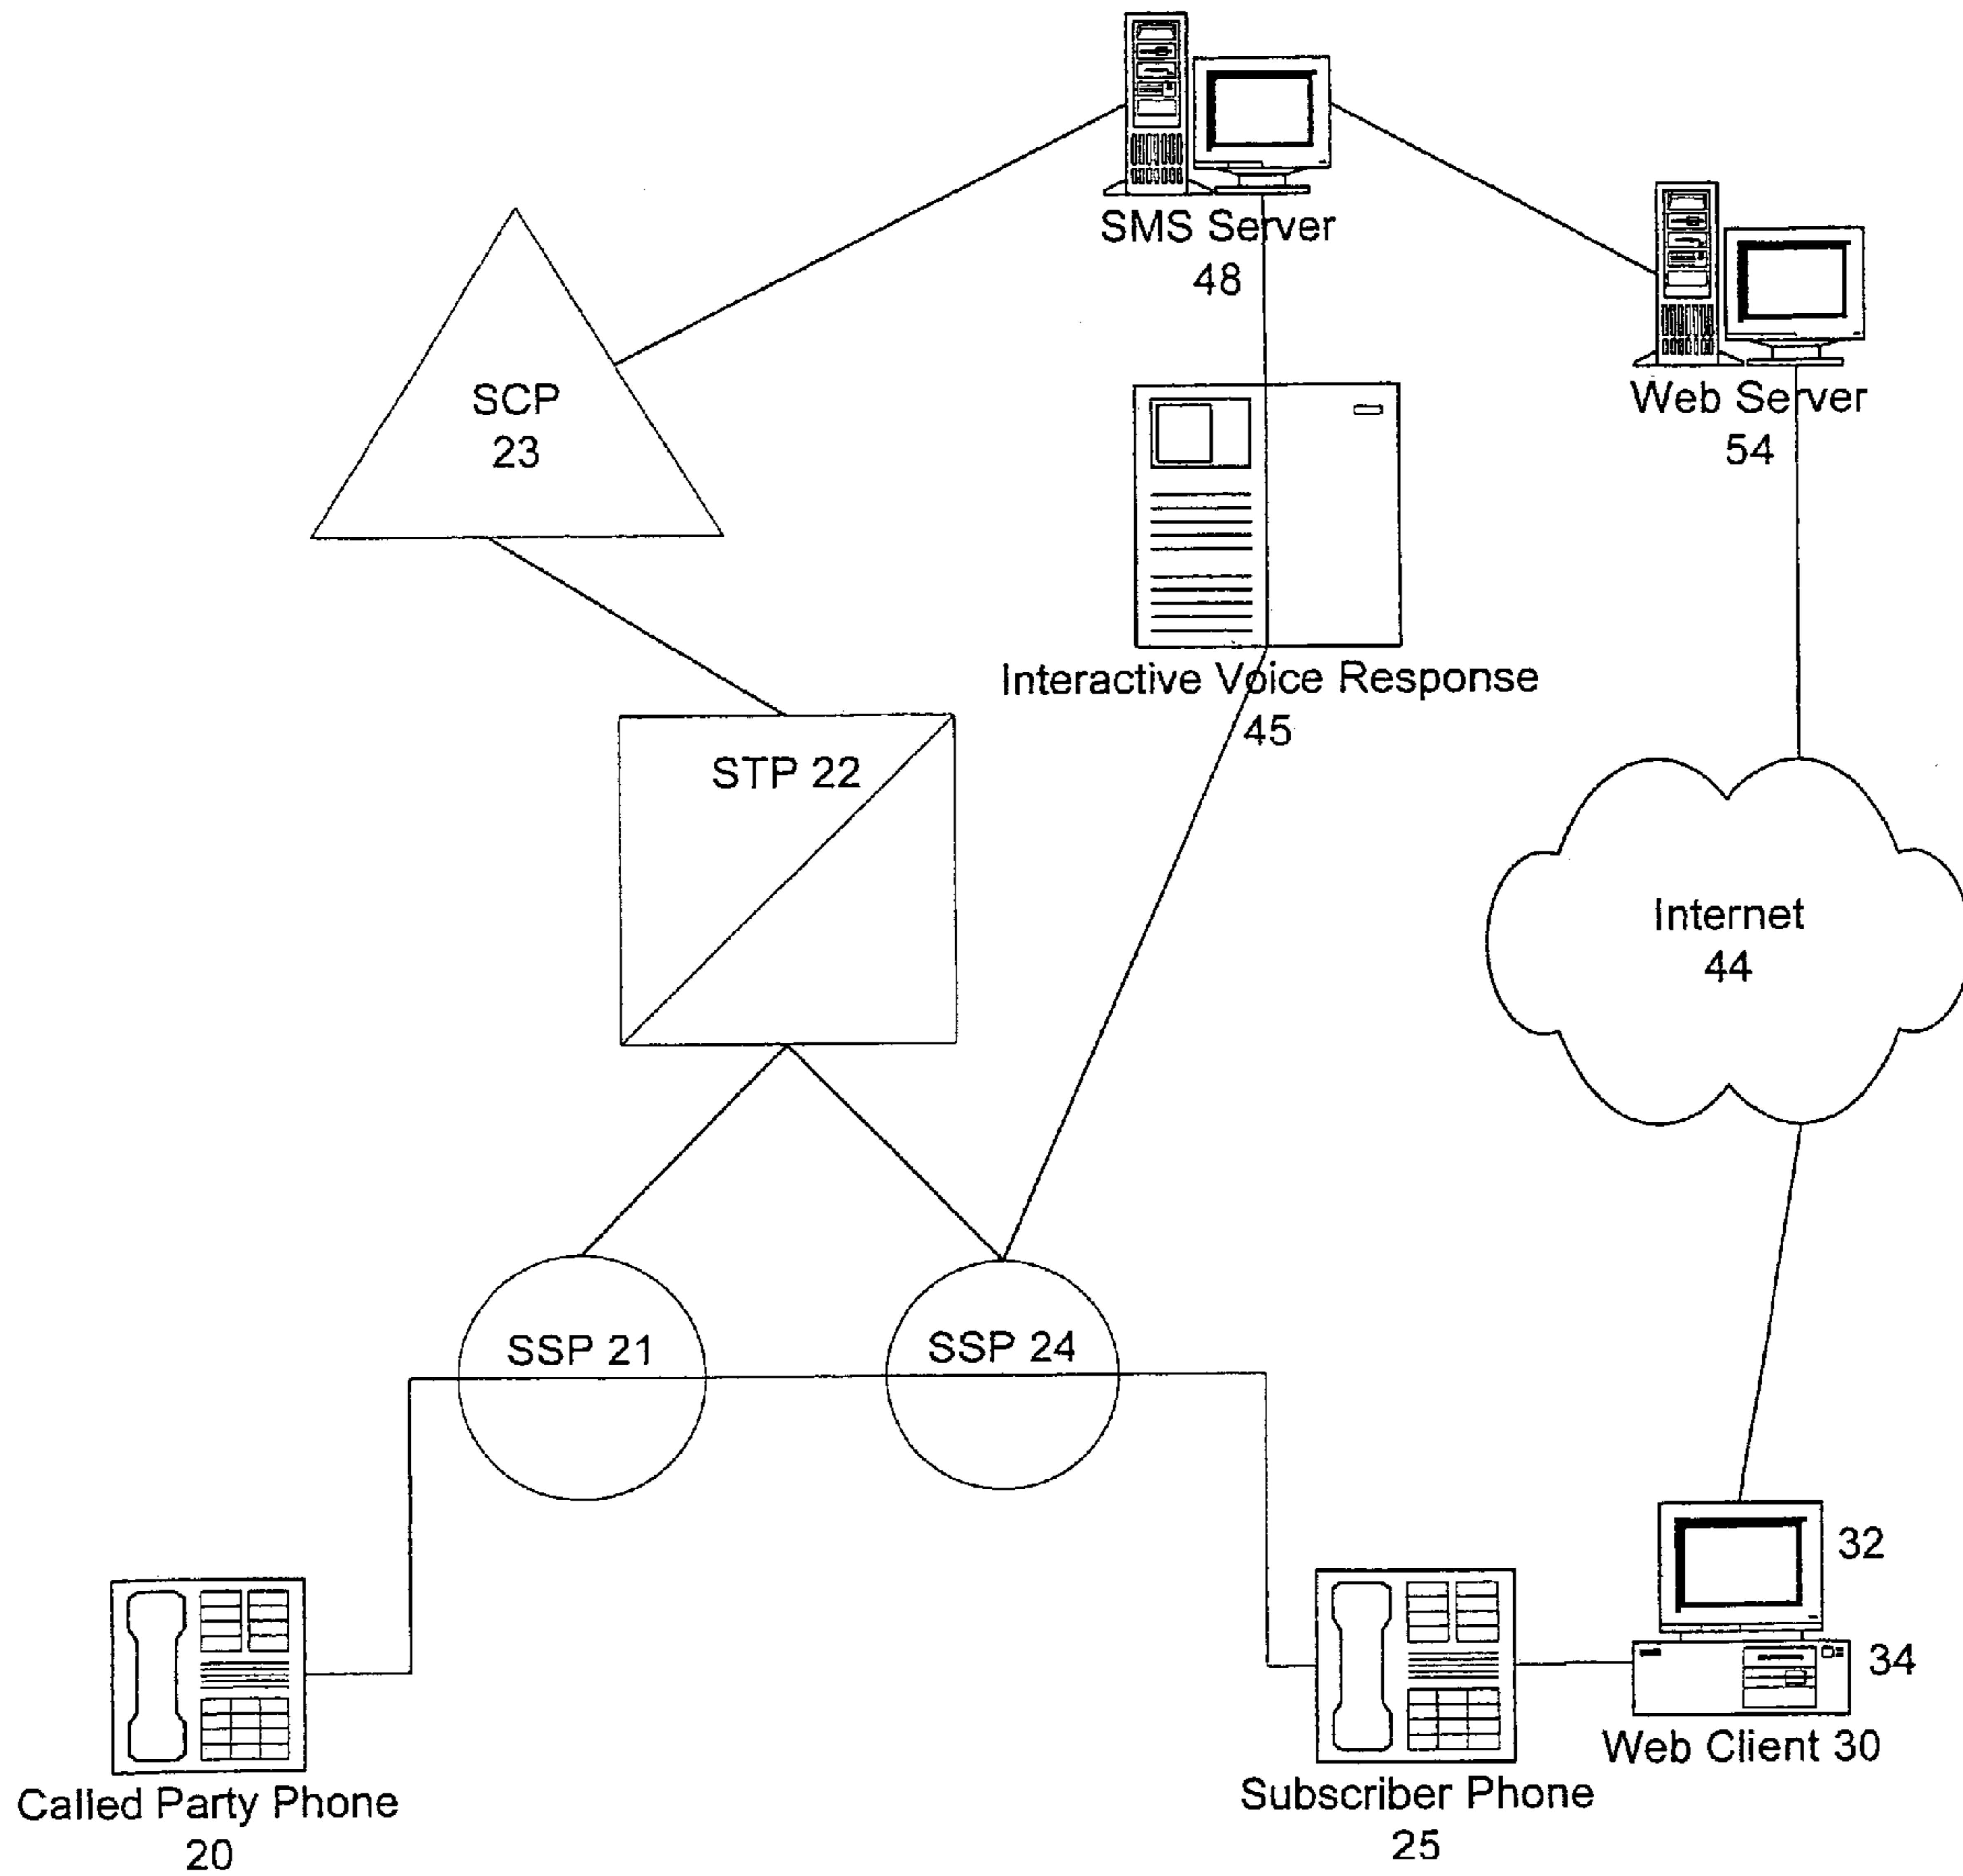 SMS Server
48
SCP
23
Web Server
54
Interactive Voice Response
45
STP 22
Internet
44
SSP 21
SSP 24
32
34
Web Client 30
Called Party Phone
20
Subscriber Phone
25